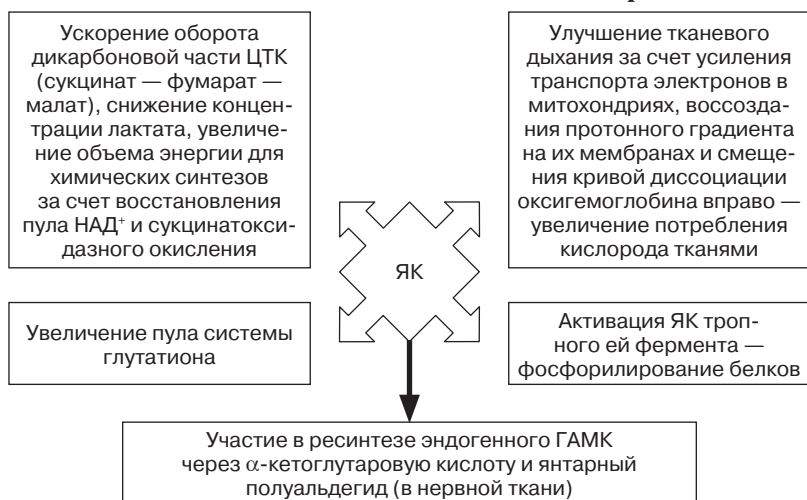 Ускорение оборота
дикарбоновой части ЦТК
(сукцинат — фумарат —
малат), снижение концен-
трации лактата, увеличе-
ние объема энергии для
химических синтезов
за счет восстановления
пула НАД⁺ и сукцинатокси-
дазного окисления
Улучшение тканевого
дыхания за счет усиления
транспорта электронов в
митохондриях, воссозда-
ния протонного градиента
на их мембранах и смеще-
ния кривой диссоциации
оксигемоглобина вправо —
увеличение потребления
кислорода тканями
ЯК
Увеличение пула системы
глутатиона
Активация ЯК троп-
ного ей фермента —
фосфорилирование белков
Участие в ресинтезе эндогенного ГАМК
через α-кетоглутаровую кислоту и янтарный
полуальдегид (в нервной ткани)